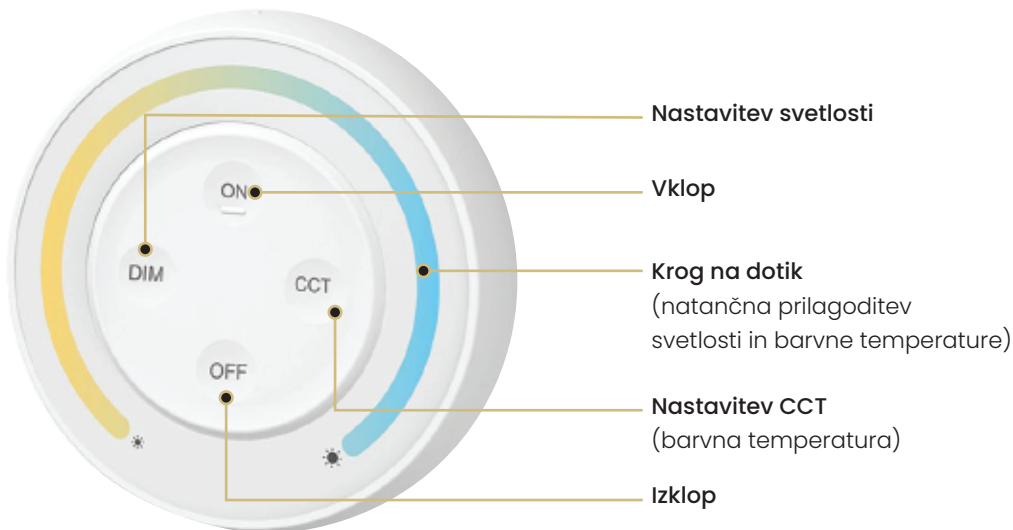 Nastavitev svetlosti
ON
Vklop
DIM
CCT
Krog na dotik
(natančna prilagoditev
svetlosti in barvne temperature)
OFF
Nastavitev CCT
(barvna temperatura)
Izklop